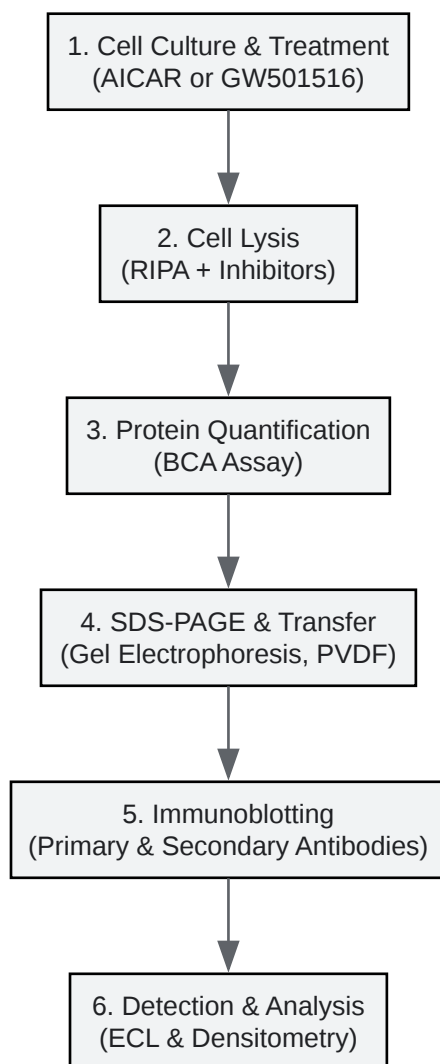 1. Cell Culture & Treatment
(AICAR or GW501516)
2. Cell Lysis
(RIPA + Inhibitors)
3. Protein Quantification
(BCA Assay)
4. SDS-PAGE & Transfer
(Gel Electrophoresis, PVDF)
5. Immunoblotting
(Primary & Secondary Antibodies)
6. Detection & Analysis
(ECL & Densitometry)